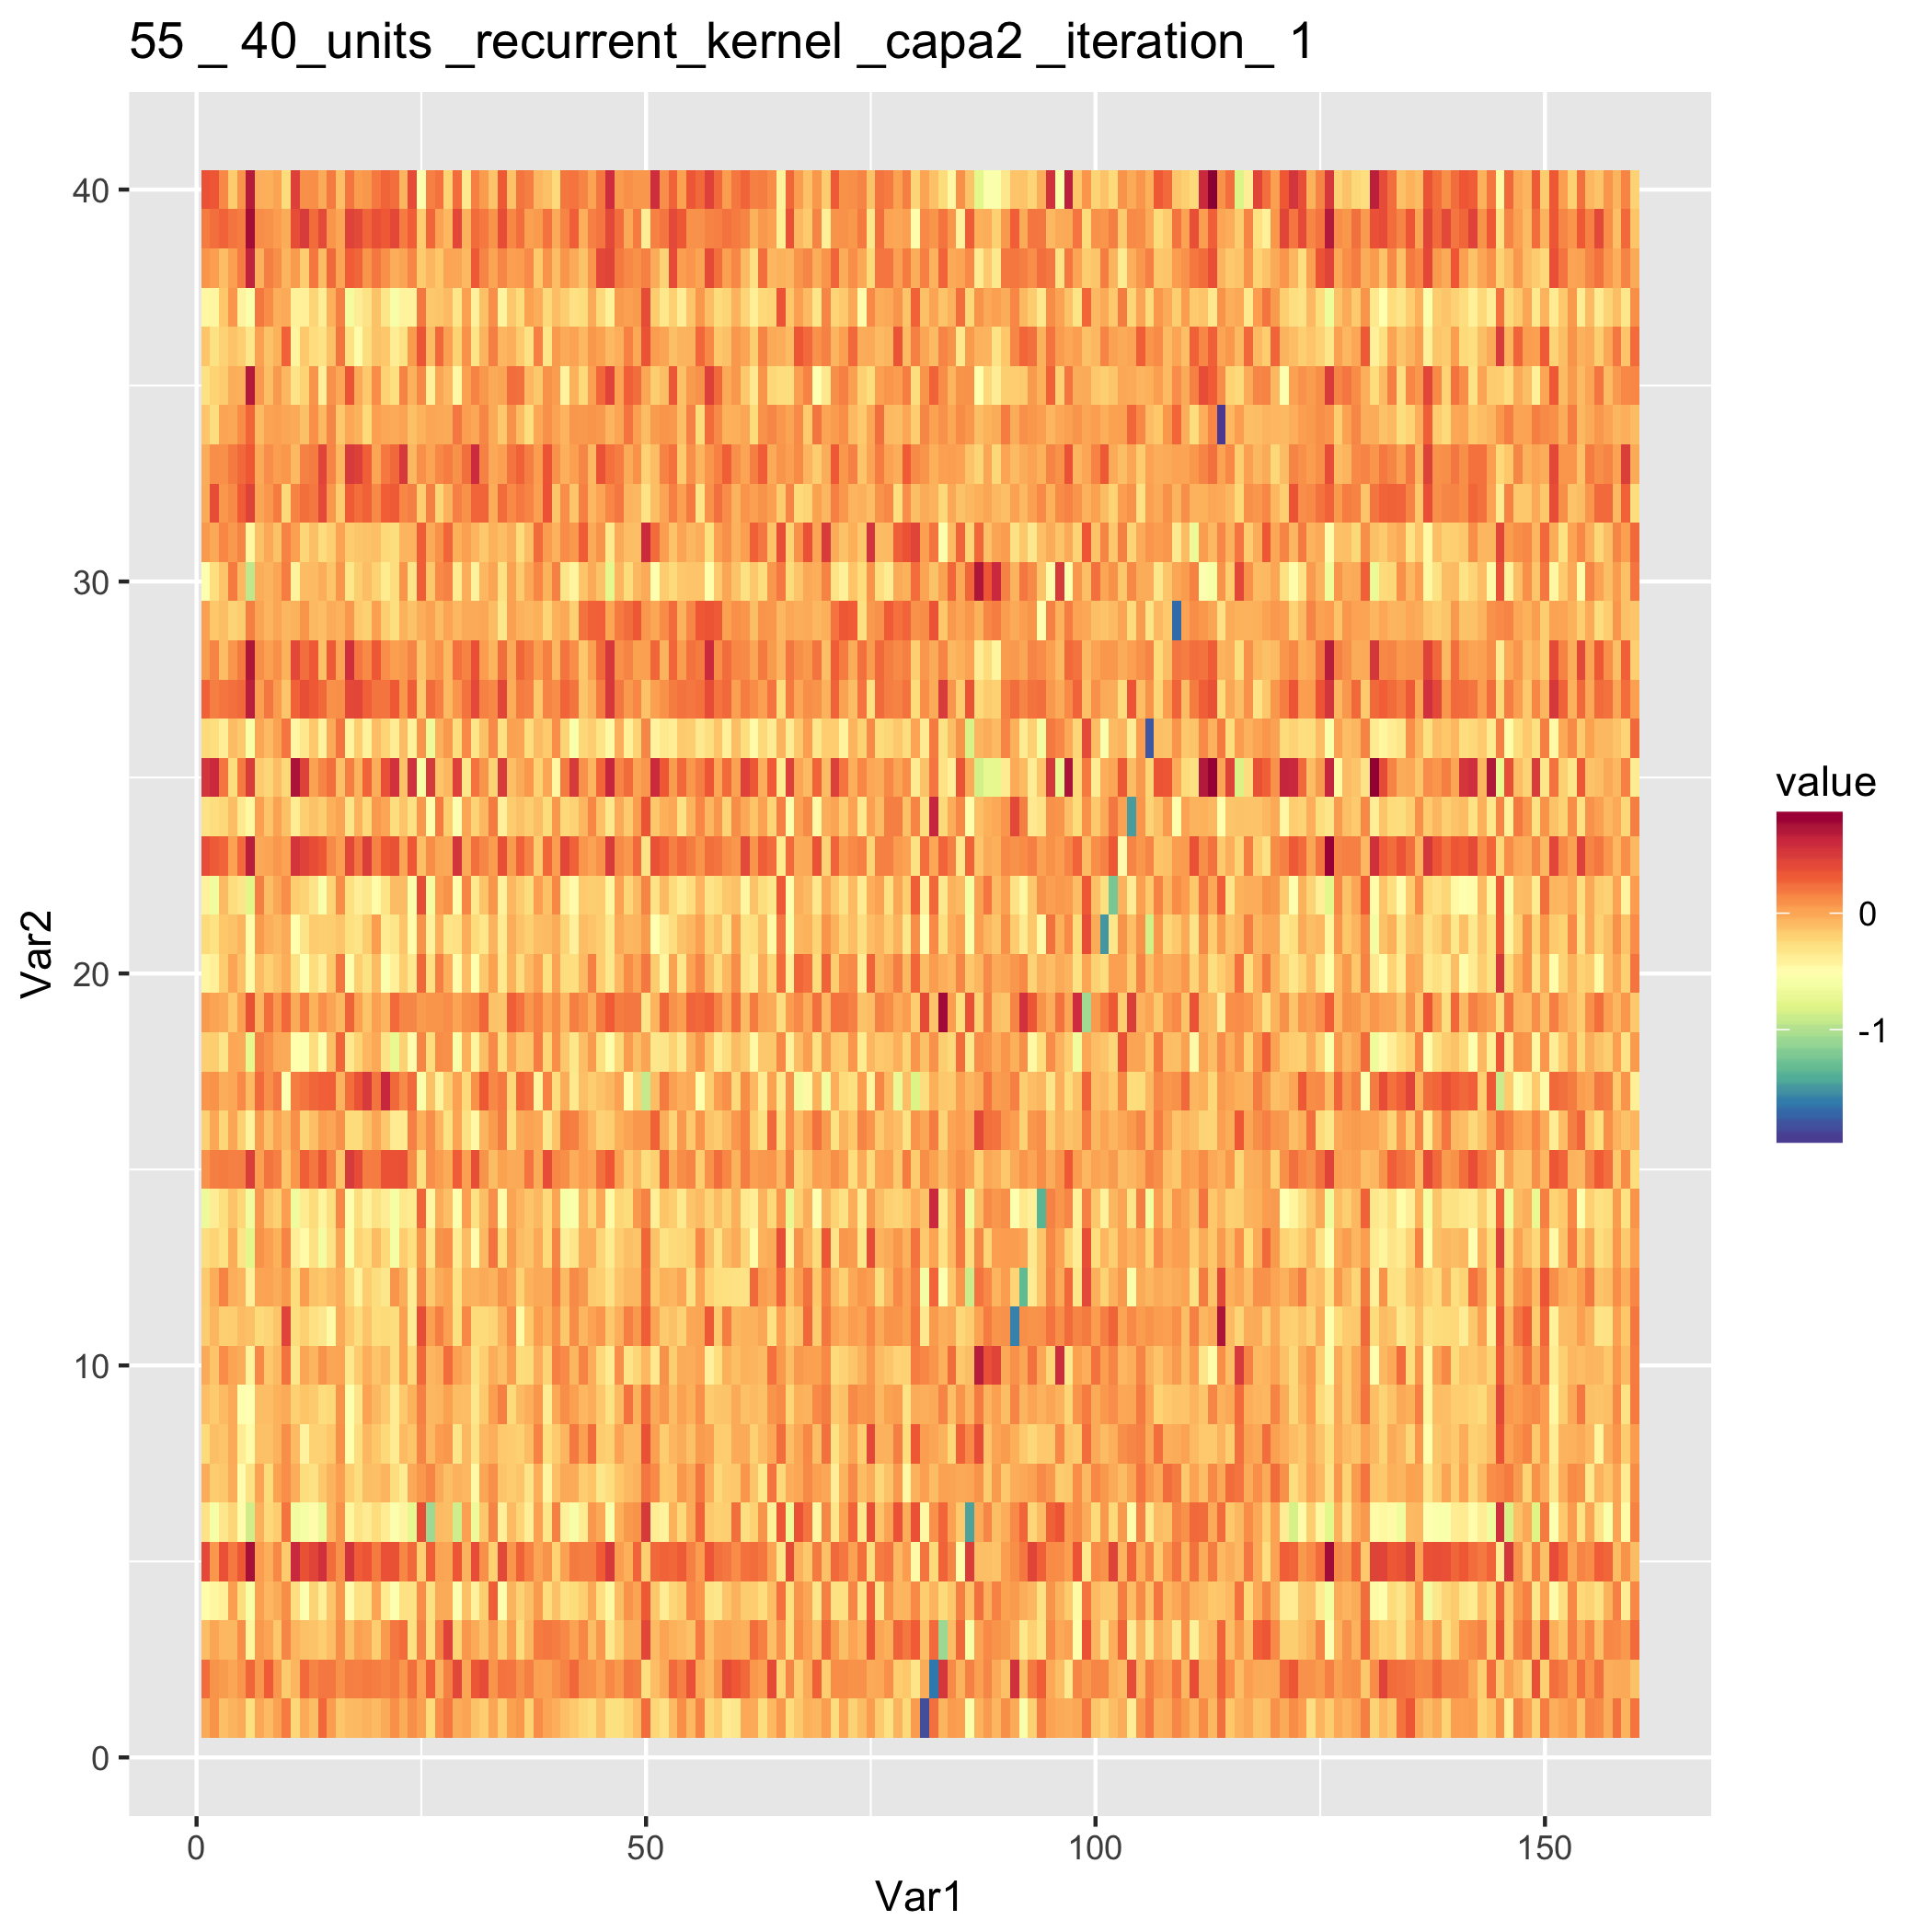 55 _ 40_units _recurrent_kernel _capa2 _iteration_ 1
40
30
20
10
0
Var2
0 50 100 150
Var1
value
0
-1